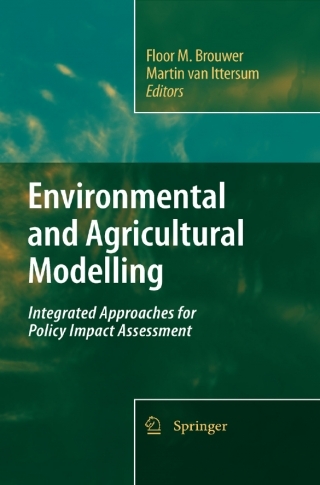 Floor M. Brouwer
Martin van Ittersum
Editors
Environmental
and Agricultural
Modelling
Integrated Approaches for
Policy Impact Assessment
Springer